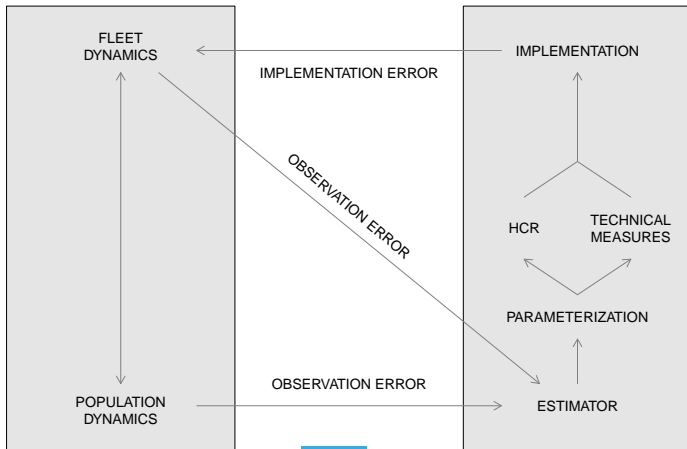 FLEET
DYNAMICS
IMPLEMENTATION
IMPLEMENTATION ERROR
OBSERVATION ERROR
HCR
TECHNICAL
MEASURES
PARAMETERIZATION
OBSERVATION ERROR
POPULATION
DYNAMICS
ESTIMATOR